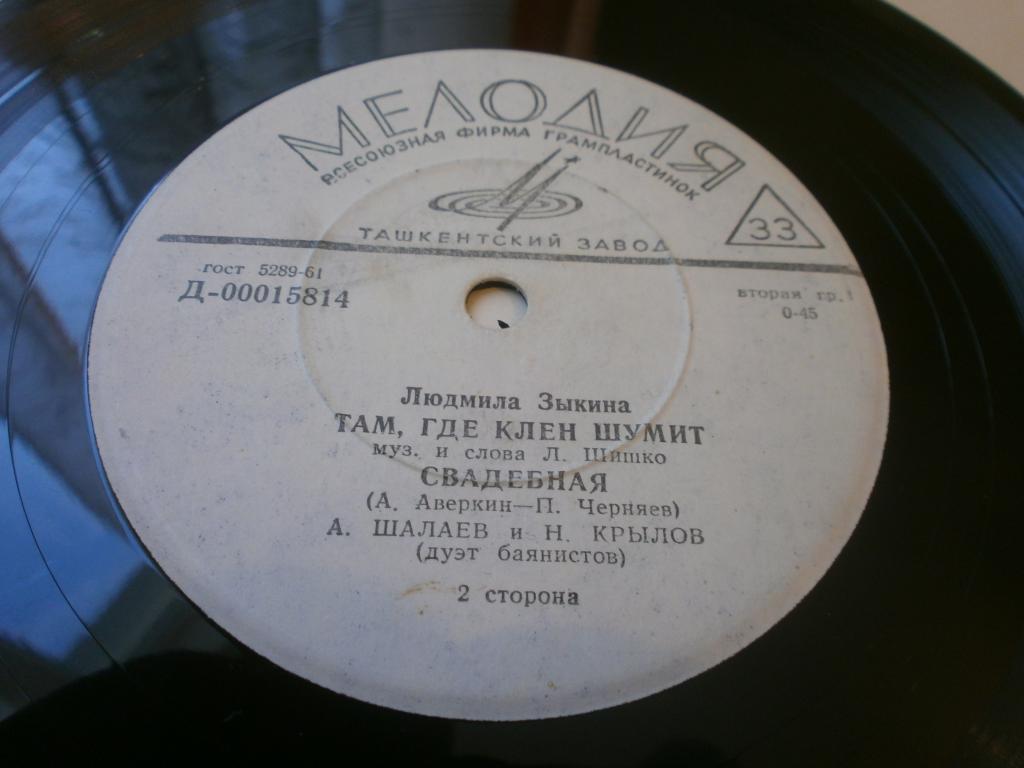 МЕЛОДИЯ
ВСЕСОЮЗНАЯ ФИРМА ГРАМПЛАСТИНОК
ТАШКЕНТСКИЙ ЗАВОД
33
гост 5289-61
Д-00015814
вторая гр.
0-45
Людмила Зыкина
ТАМ, ГДЕ КЛЕН ШУМИТ
муз. и слова Л. Шишко
СВАДЕБНАЯ
(А. Аверкин—П. Черняев)
А. ШАЛАЕВ и Н. КРЫЛОВ
(дуэт баянистов)
2 сторона